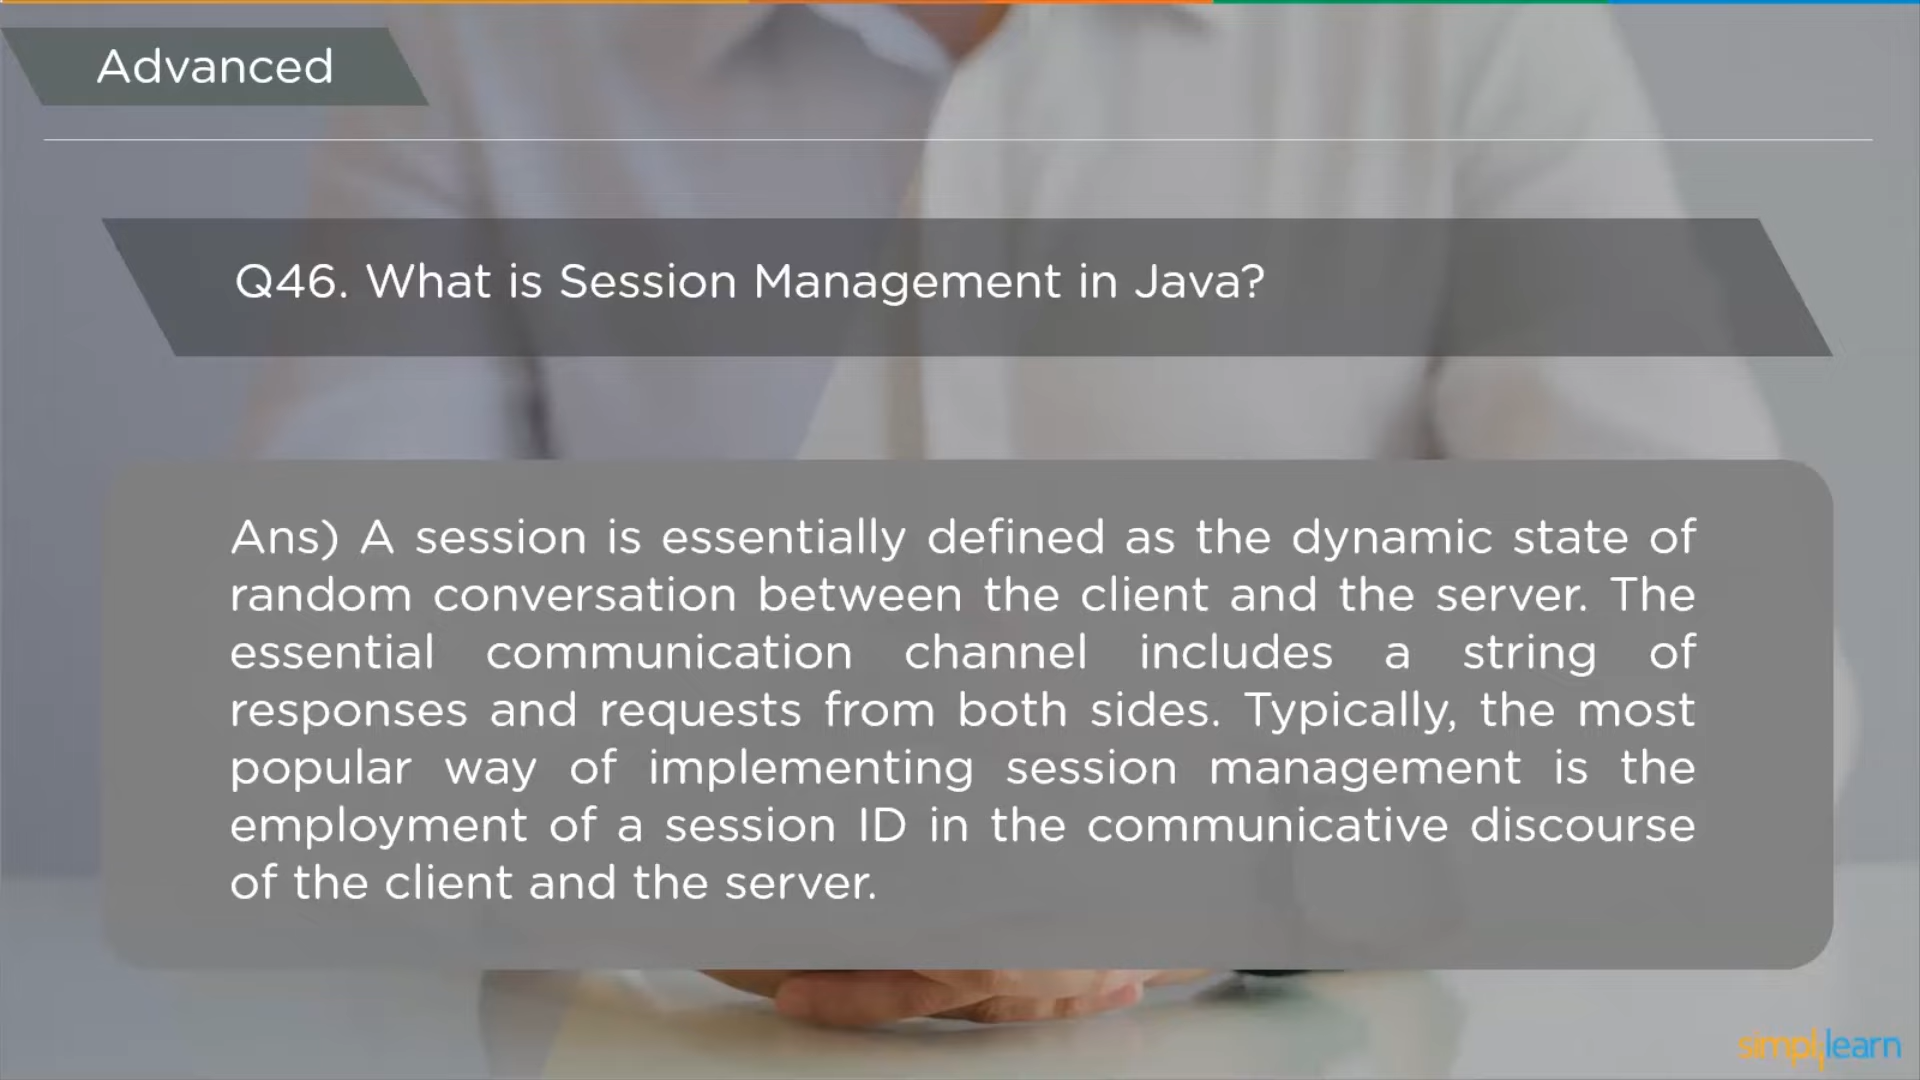 Advanced
Q46. What is Session Management in Java?
Ans) A session is essentially defined as the dynamic state of
random conversation between the client and the server. The
essential communication channel includes a string of
responses and requests from both sides. Typically, the most
popular way of implementing session management is the
employment of a session ID in the communicative discourse
of the client and the server.
simplilearn